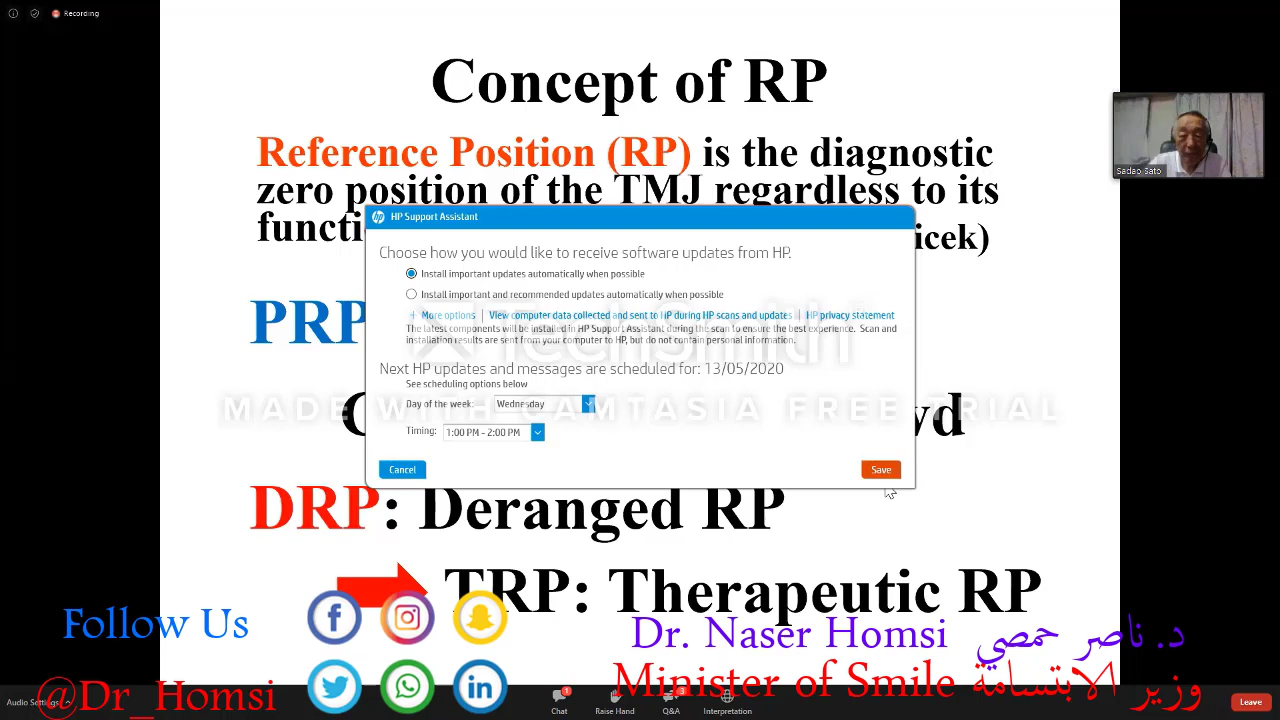 Recording
Concept of RP
Reference Position (RP) is the diagnostic
zero position of the TMJ regardless to its
functi
icek)
Sadao Sato
HP Support Assistant
Choose how you would like to receive software updates from HP.
Install important updates automatically when possible
Install important and recommended updates automatically when possible
+ More options | View computer data collected and sent to HP during HP scans and updates | HP privacy statement
The latest components will be installed in HP Support Assistant during the scan to ensure the best experience. Scan and
installation results are sent from your computer to HP, but do not contain personal information.
TechSmith
PRP
Next HP updates and messages are scheduled for: 13/05/2020
See scheduling options below
Day of the week: Wednesday
MADE WITH CAMTASIA FREE TRIAL
wd
Timing: 1:00 PM - 2:00 PM
Cancel
Save
DRP: Deranged RP
TRP: Therapeutic RP
Follow Us
Dr. Naser Homsi د. ناصر حمصي
@Dr_Homsi
Minister of Smile وزير الابتسامة
Audio Settings
Chat 1
Raise Hand
Q&A 3
Interpretation
Leave